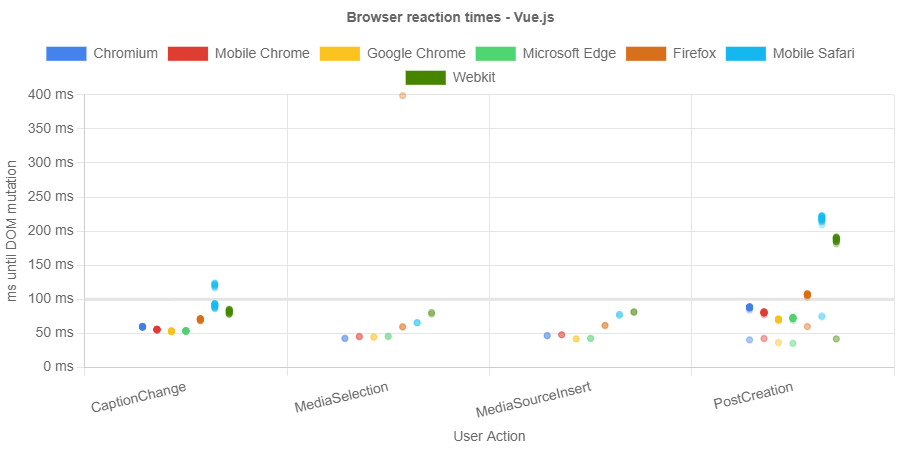 Browser reaction times - Vue.js
Chromium Mobile Chrome Google Chrome Microsoft Edge Firefox Mobile Safari
Webkit
400 ms
350 ms
300 ms
250 ms
200 ms
150 ms
100 ms
50 ms
0 ms
ms until DOM mutation
CaptionChange MediaSelection MediaSourceInsert PostCreation
User Action